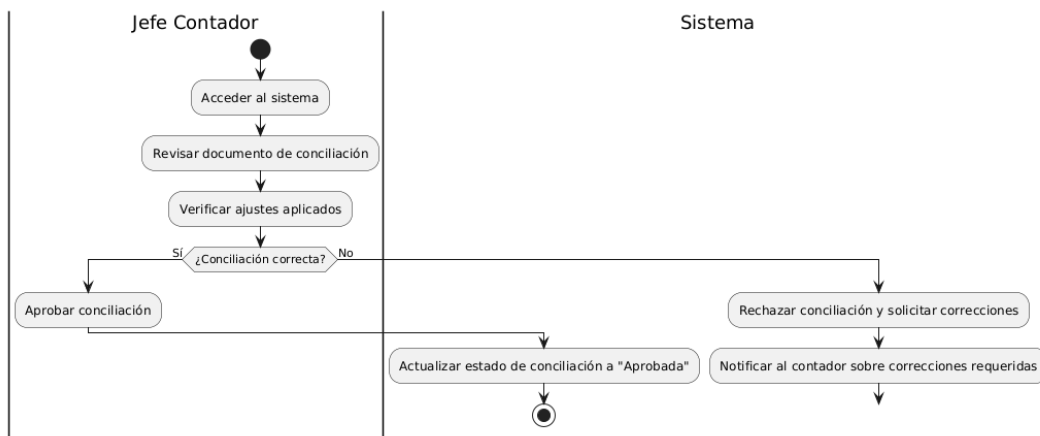 Jefe Contador
Sistema
Acceder al sistema
Revisar documento de conciliación
Verificar ajustes aplicados
Sí
¿Conciliación correcta?
No
Aprobar conciliación
Rechazar conciliación y solicitar correcciones
Actualizar estado de conciliación a "Aprobada"
Notificar al contador sobre correcciones requeridas